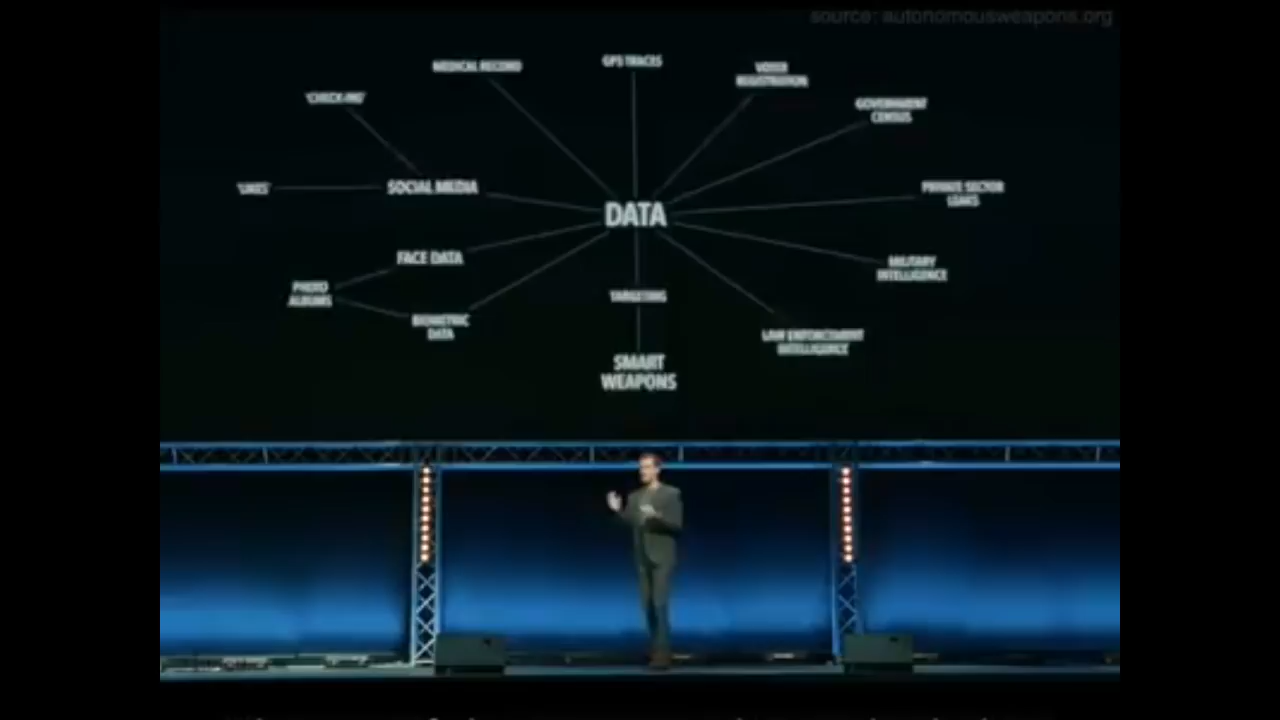 source: autonomousweapons.org
MEDICAL RECORD
GPS TRACES
VOTER
REGISTRATION
'CHECK-INS'
GOVERNMENT
CENSUS
'LIKES'
SOCIAL MEDIA
PRIVATE SECTOR
LEAKS
DATA
FACE DATA
MILITARY
INTELLIGENCE
PHOTO
ALBUMS
TARGETING
BIOMETRIC
DATA
LAW ENFORCEMENT
INTELLIGENCE
SMART
WEAPONS